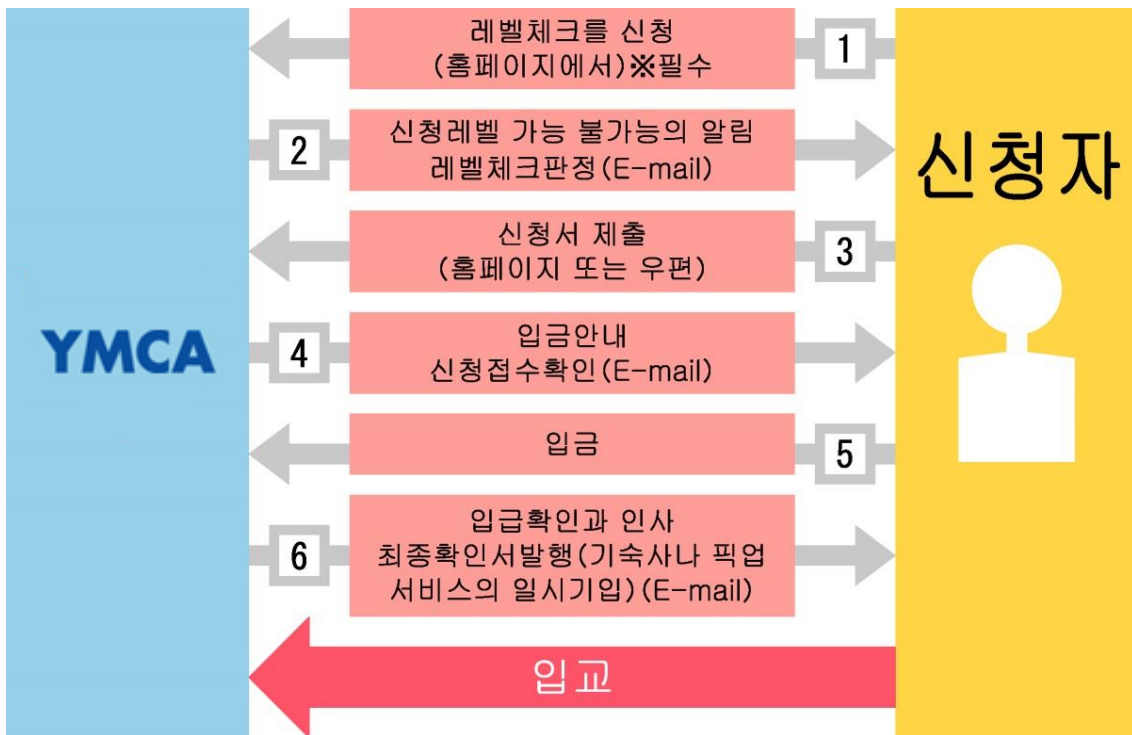 레벨체크를 신청
(홈페이지에서)※필수
1
2
신청레벨 가능 불가능의 알림
레벨체크판정(E-mail)
신청자
신청서 제출
(홈페이지 또는 우편)
3
YMCA
4
입금안내
신청접수확인(E-mail)
입금
5
6
입급확인과 인사
최종확인서발행(기숙사나 픽업
서비스의 일시기입)(E-mail)
입교